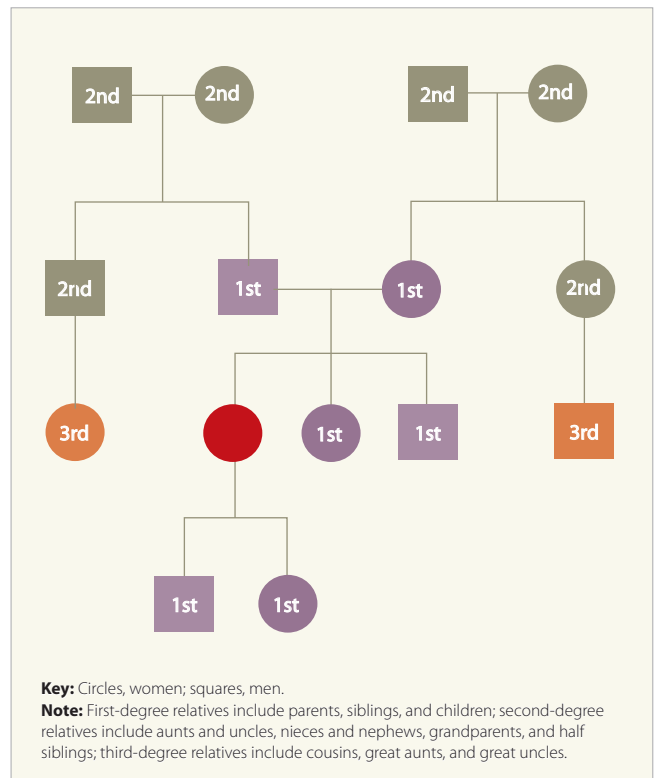 2nd 2nd 2nd 2nd
2nd 1st 1st 2nd
3rd 1st 1st 3rd
1st 1st
Key: Circles, women; squares, men.
Note: First-degree relatives include parents, siblings, and children; second-degree
relatives include aunts and uncles, nieces and nephews, grandparents, and half
siblings; third-degree relatives include cousins, great aunts, and great uncles.